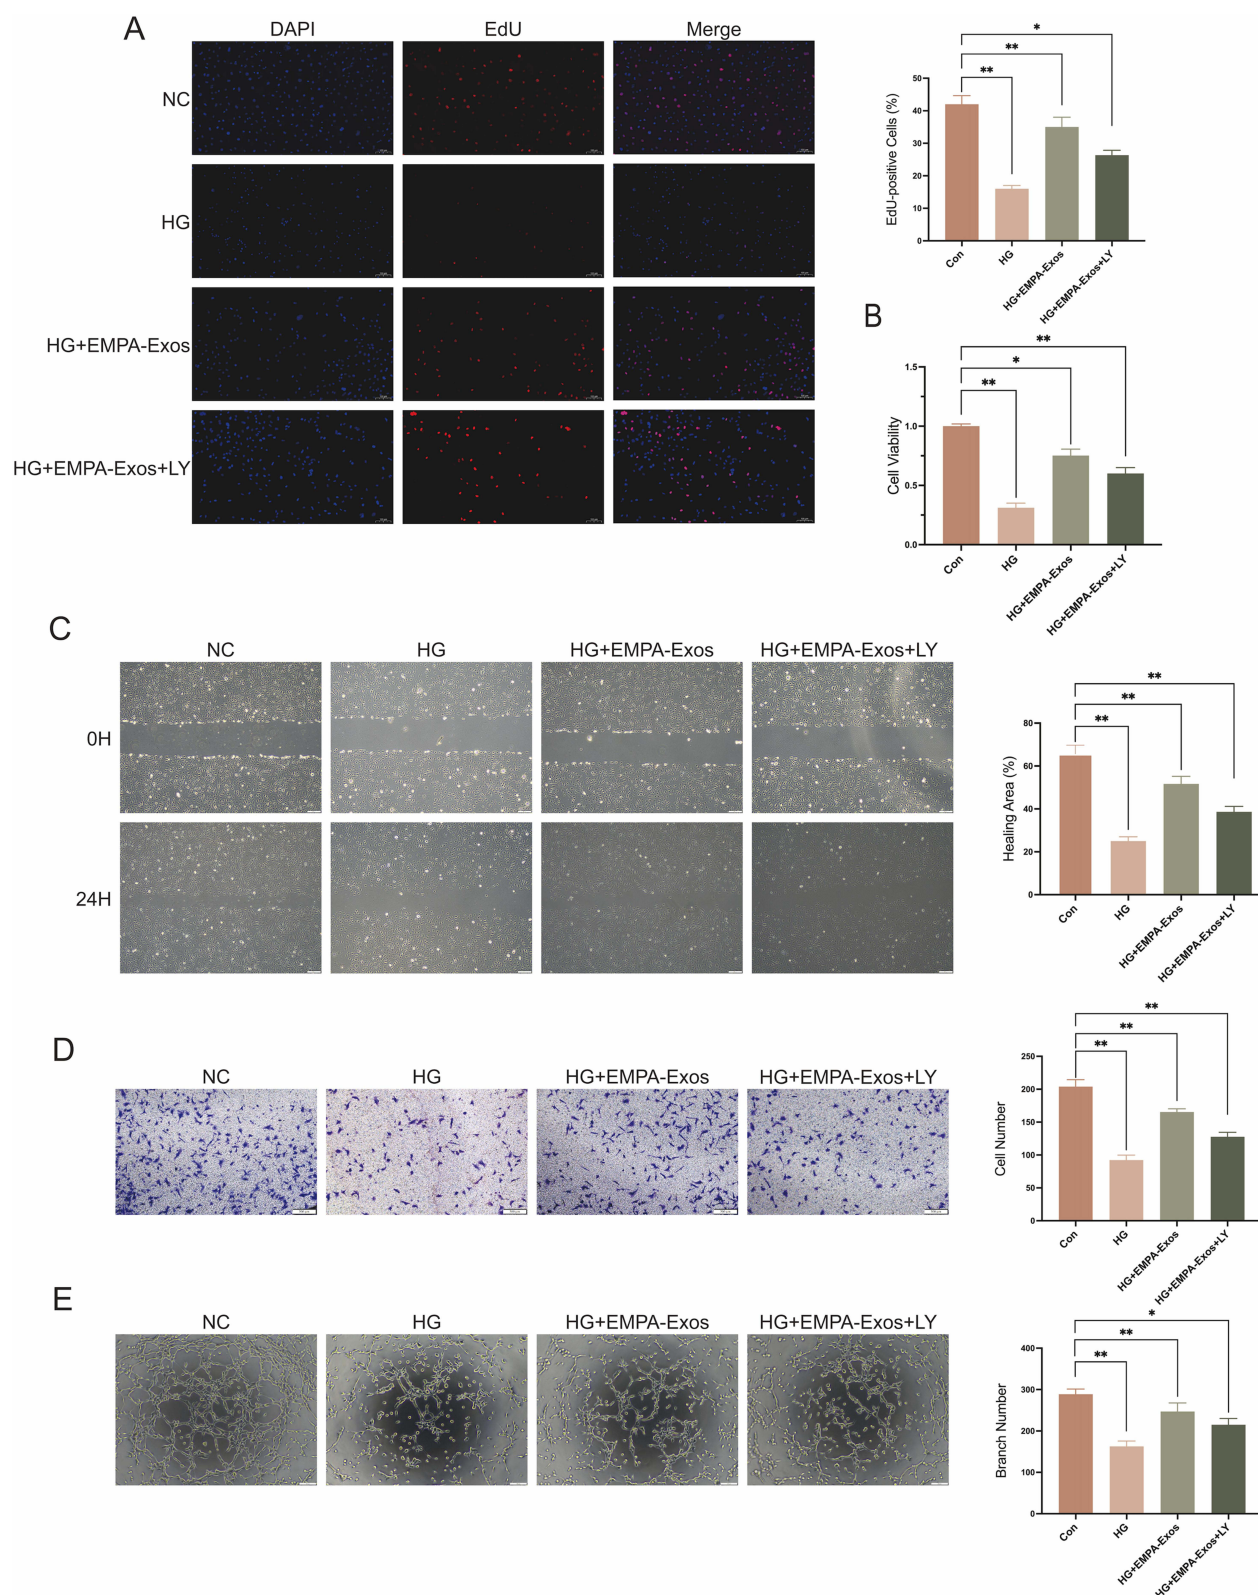 A
DAPI
EdU
Merge
NC
HG
HG+EMPA-Exos
HG+EMPA-Exos+LY
*
**
**
50
40
30
20
10
0
EdU-positive Cells (%)
Con
HG
HG+EMPA-Exos
HG+EMPA-Exos+LY
B
**
*
**
1.5
1.0
0.5
0.0
Cell Viability
Con
HG
HG+EMPA-Exos
HG+EMPA-Exos+LY
C
NC
HG
HG+EMPA-Exos
HG+EMPA-Exos+LY
0H
24H
**
**
**
80
60
40
20
0
Healing Area (%)
Con
HG
HG+EMPA-Exos
HG+EMPA-Exos+LY
D
NC
HG
HG+EMPA-Exos
HG+EMPA-Exos+LY
**
**
**
250
200
150
100
50
0
Cell Number
Con
HG
HG+EMPA-Exos
HG+EMPA-Exos+LY
E
NC
HG
HG+EMPA-Exos
HG+EMPA-Exos+LY
*
**
**
400
300
200
100
0
Branch Number
Con
HG
HG+EMPA-Exos
HG+EMPA-Exos+LY